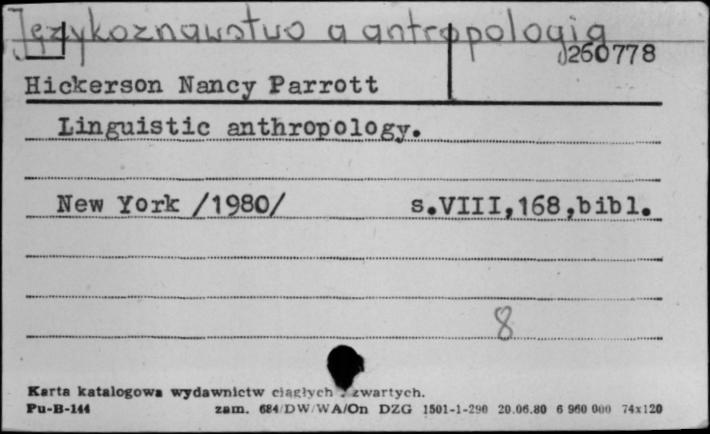 Językoznawstwo a antropologia
260778
Hickerson Nancy Parrott
Linguistic anthropology.
New York /1980/ s.VIII,168,bibl.
8
Karta katalogowa wydawnictw ciągłych i zwartych.
Pu-B-144 zam. 684/DW/WA/On DZG 1501-1-290 20.06.80 6 960 000 74x120